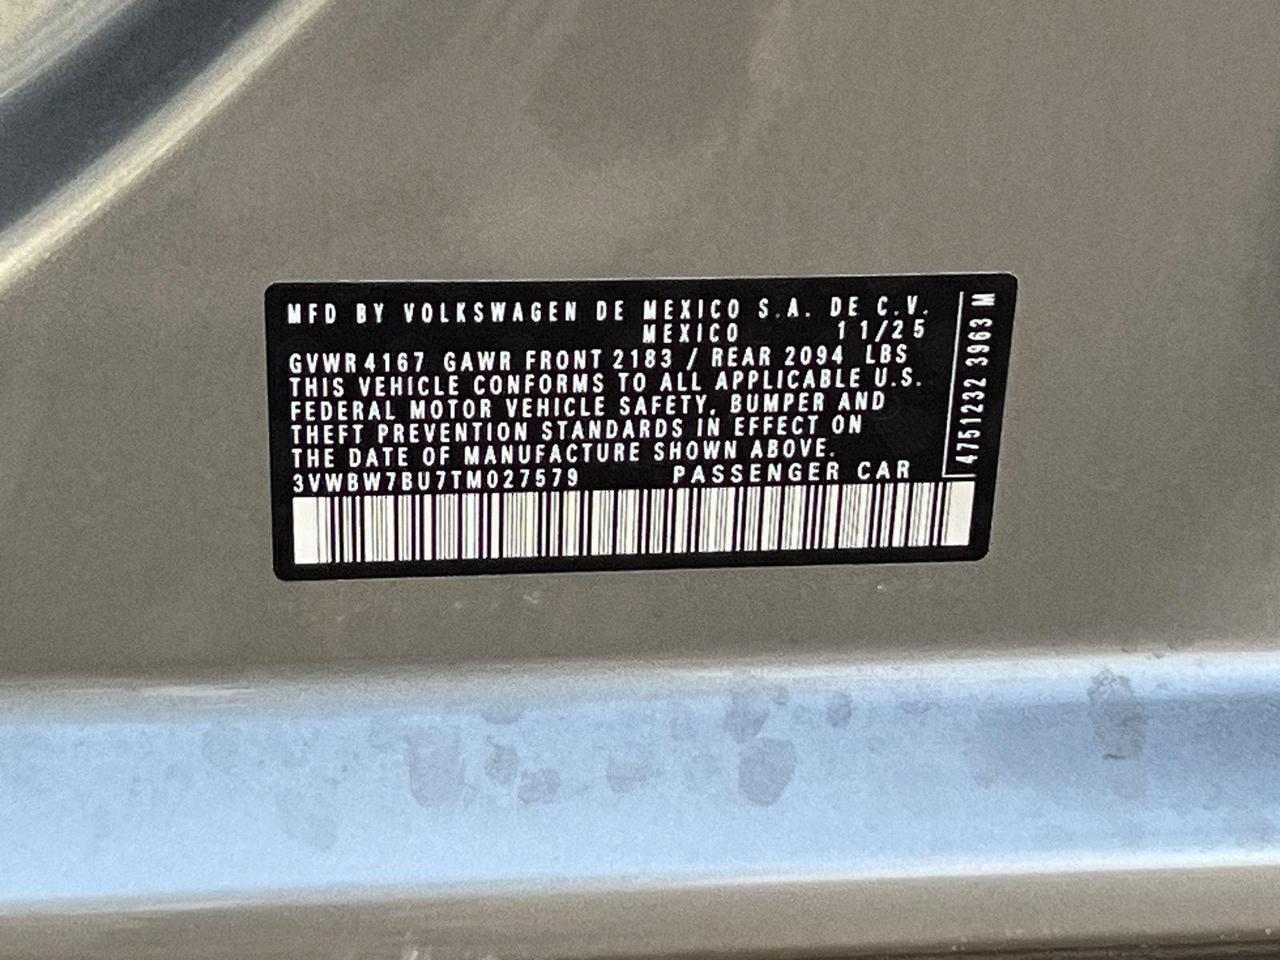 MFD BY VOLKSWAGEN DE MEXICO S.A. DE C.V.
MEXICO 11/25
GVWR 4167 GAWR FRONT 2183 / REAR 2094 LBS
THIS VEHICLE CONFORMS TO ALL APPLICABLE U.S.
FEDERAL MOTOR VEHICLE SAFETY, BUMPER AND
THEFT PREVENTION STANDARDS IN EFFECT ON
THE DATE OF MANUFACTURE SHOWN ABOVE.
3VWBW7BU7TM027579 PASSENGER CAR
4751232 3963 M